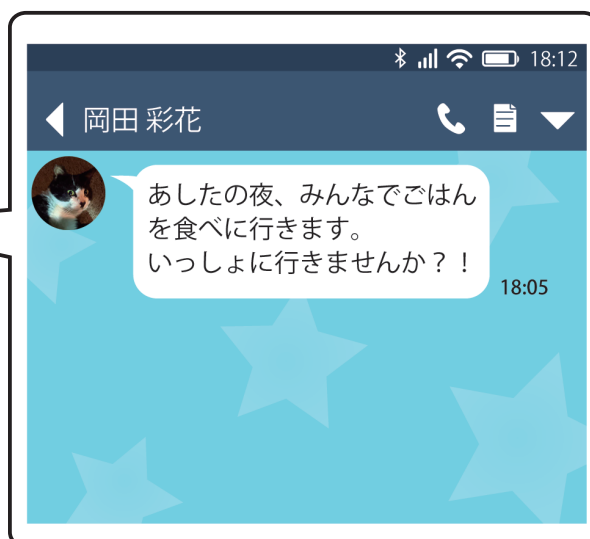 18:12
岡田 彩花
あしたの夜、みんなでごはん
を食べに行きます。
いっしょに行きませんか？！
18:05